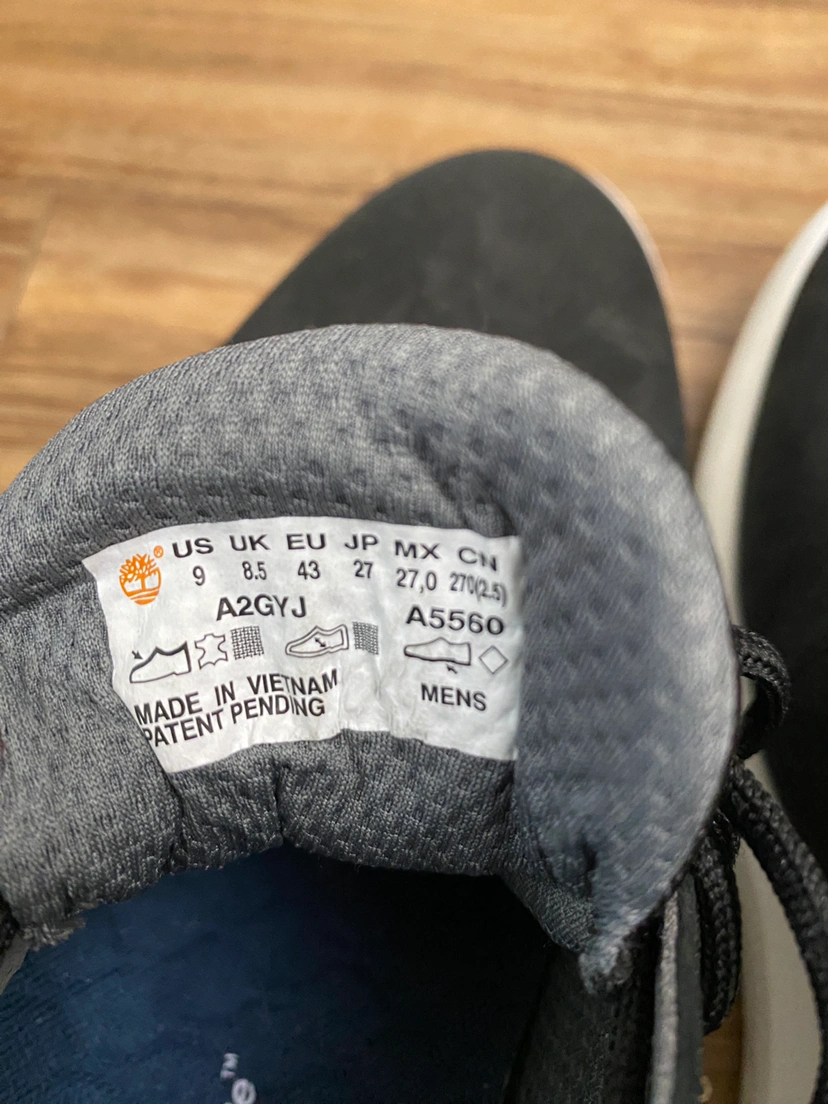 ®
US UK EU JP MX CN
9 8.5 43 27 27,0 270(2.5)
A2GYJ A5560
MADE IN VIETNAM
PATENT PENDING
MENS
e™